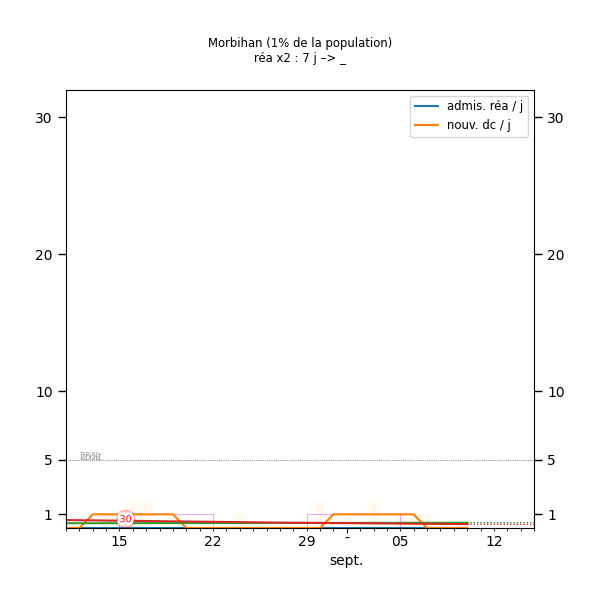 Morbihan (1% de la population)
réa x2 : 7 j –> _
admis. réa / j
nouv. dc / j
30 30
20 20
10 10
5 5
1 1
30
15 22 29 - 05 12
sept.